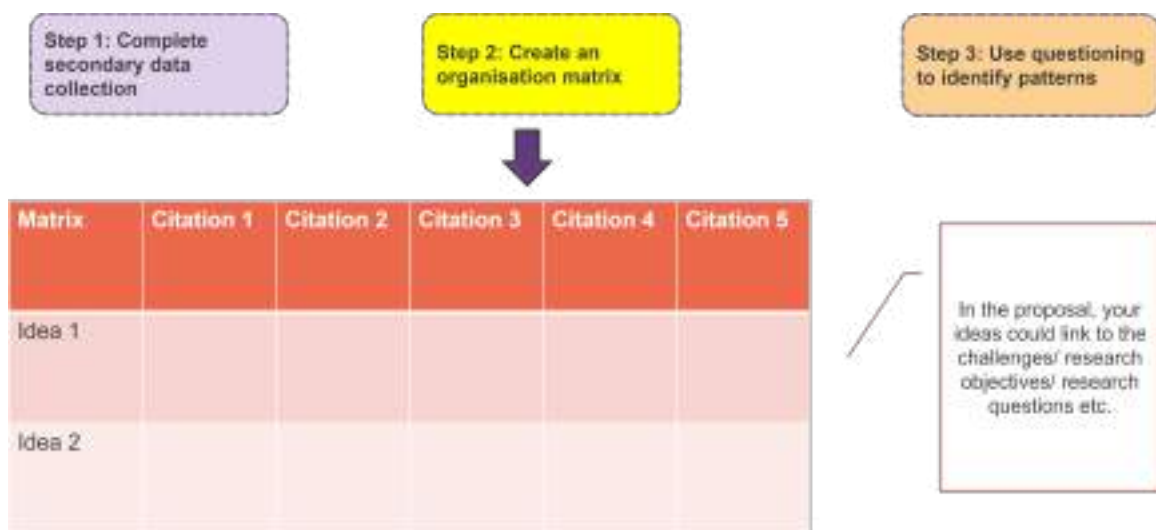 Step 1: Complete
secondary data
collection
Step 2: Create an
organisation matrix
Step 3: Use questioning
to identify patterns
Matrix Citation 1 Citation 2 Citation 3 Citation 4 Citation 5
Idea 1
Idea 2
In the proposal, your
ideas could link to the
challenges/ research
objectives/ research
questions etc.